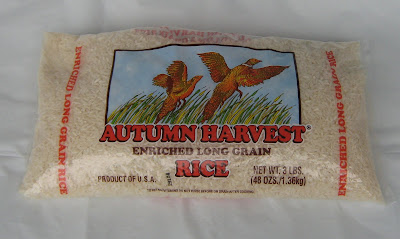 ENRICHED LONG GRAIN RICE
AUTUMN HARVEST®
ENRICHED LONG GRAIN
RICE
PRODUCT OF U.S.A.
NET WT. 3 LBS.
(48 OZS./1.36kg)
ENRICHED LONG GRAIN RICE